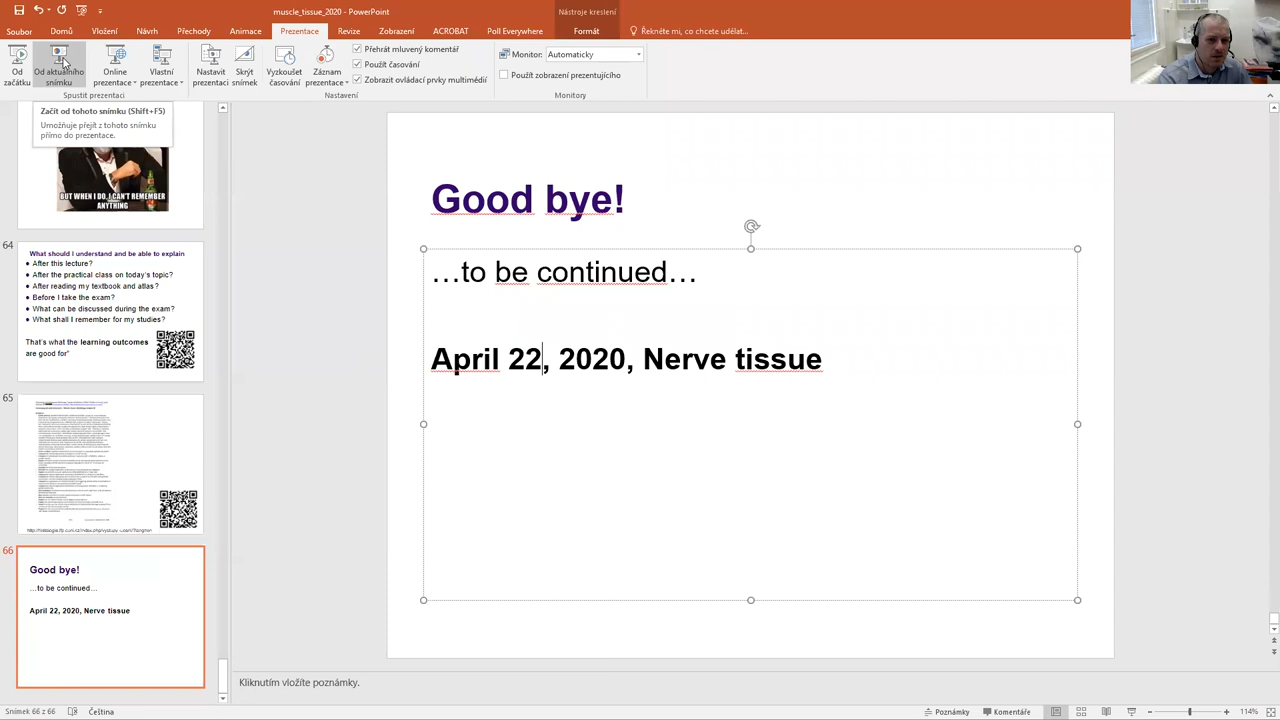 muscle_tissue_2020 - PowerPoint
Nástroje kreslení
Soubor Domů Vložení Návrh Přechody Animace Prezentace Revize Zobrazení ACROBAT Poll Everywhere Formát Řekněte mi, co chcete udělat...
Od začátku
Od aktuálního snímku
Online prezentace
Vlastní prezentace
Nastavit prezentaci
Skrýt snímek
Vyzkoušet časování
Záznam prezentace
Přehrát mluvený komentář
Použít časování
Zobrazit ovládací prvky multimédií
Monitor: Automaticky
Použít zobrazení prezentujícího
Spustit prezentaci
Nastavení
Monitory
Začít od tohoto snímku (Shift+F5)
Umožňuje přejít z tohoto snímku
přímo do prezentace.
BUT WHEN I DO, I CAN'T REMEMBER
ANYTHING
64
What should I understand and be able to explain
After this lecture?
After the practical class on today's topic?
After reading my textbook and atlas?
Before I take the exam?
What can be discussed during the exam?
What shall I remember for my studies?
That's what the learning outcomes
are good for"
65
66
Good bye!
…to be continued…
April 22, 2020, Nerve tissue
Good bye!
…to be continued…
April 22, 2020, Nerve tissue
Kliknutím vložíte poznámky.
Snímek 66 z 66
Čeština
Poznámky
Komentáře
114%